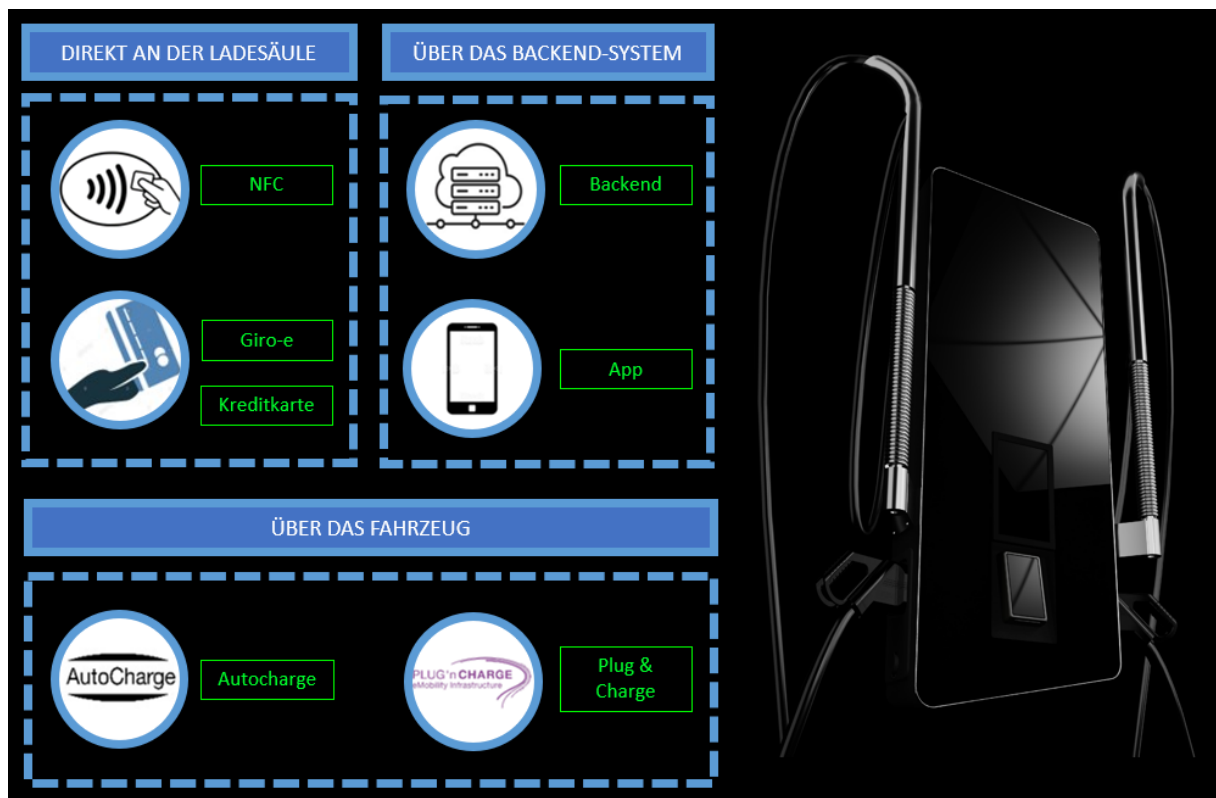 DIREKT AN DER LADESÄULE
NFC
Giro-e
Kreditkarte
ÜBER DAS BACKEND-SYSTEM
Backend
App
ÜBER DAS FAHRZEUG
AutoCharge
Autocharge
PLUG'nCHARGE
eMobility Infrastructure
Plug &
Charge